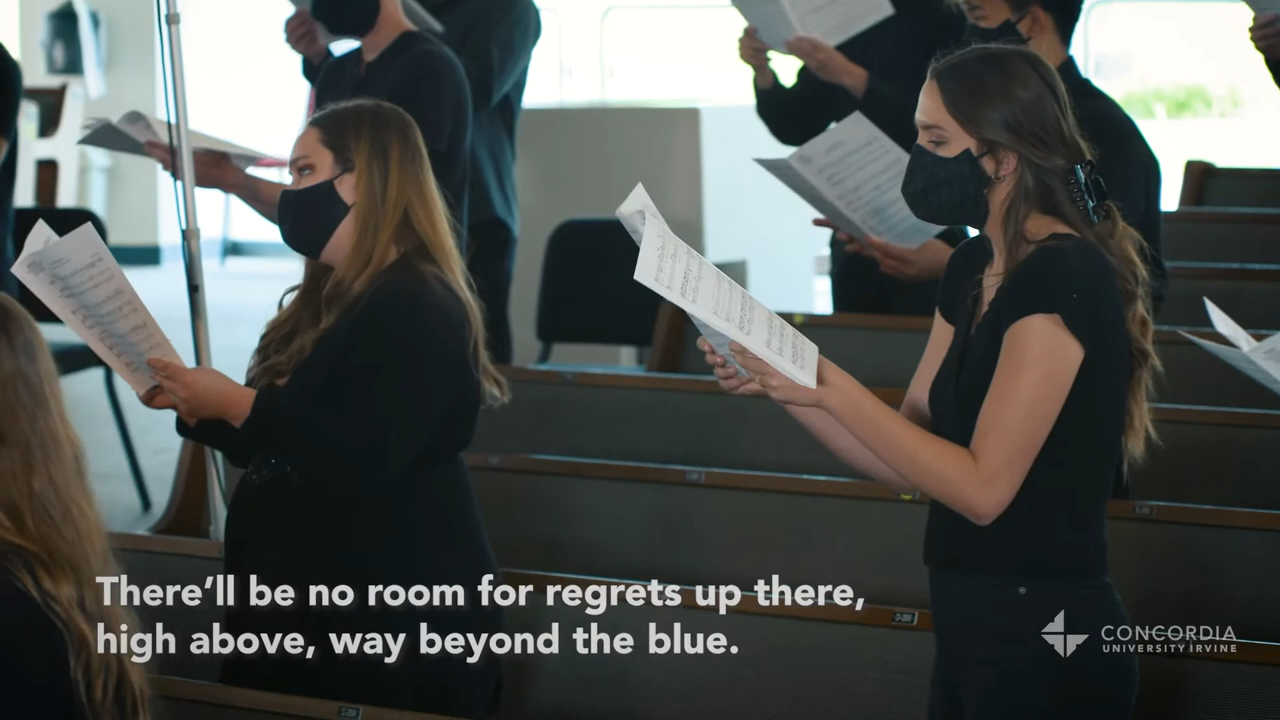 There'll be no room for regrets up there,
high above, way beyond the blue.
CONCORDIA
UNIVERSITY IRVINE